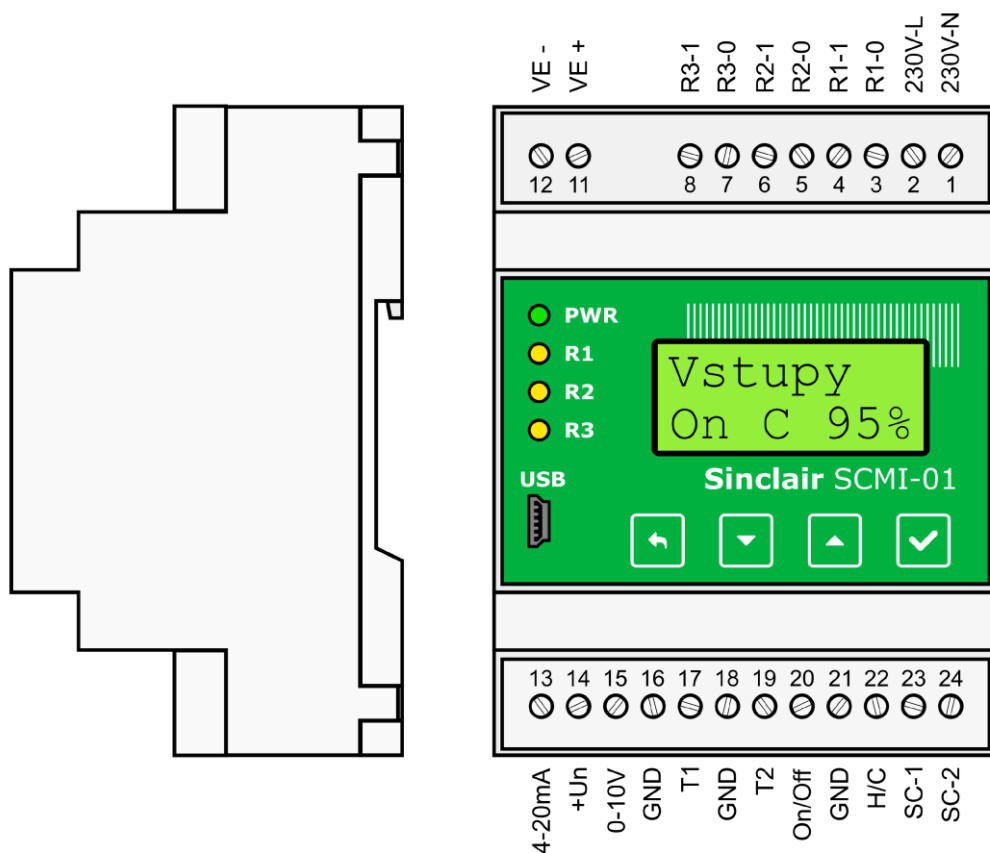 VE - VE + R3-1 R3-0 R2-1 R2-0 R1-1 R1-0 230V-L 230V-N
12 11 8 7 6 5 4 3 2 1
PWR
R1
R2
R3
Vstupy
On C 95%
USB
Sinclair SCMI-01
13 14 15 16 17 18 19 20 21 22 23 24
4-20mA +Un 0-10V GND T1 GND T2 On/Off GND H/C SC-1 SC-2